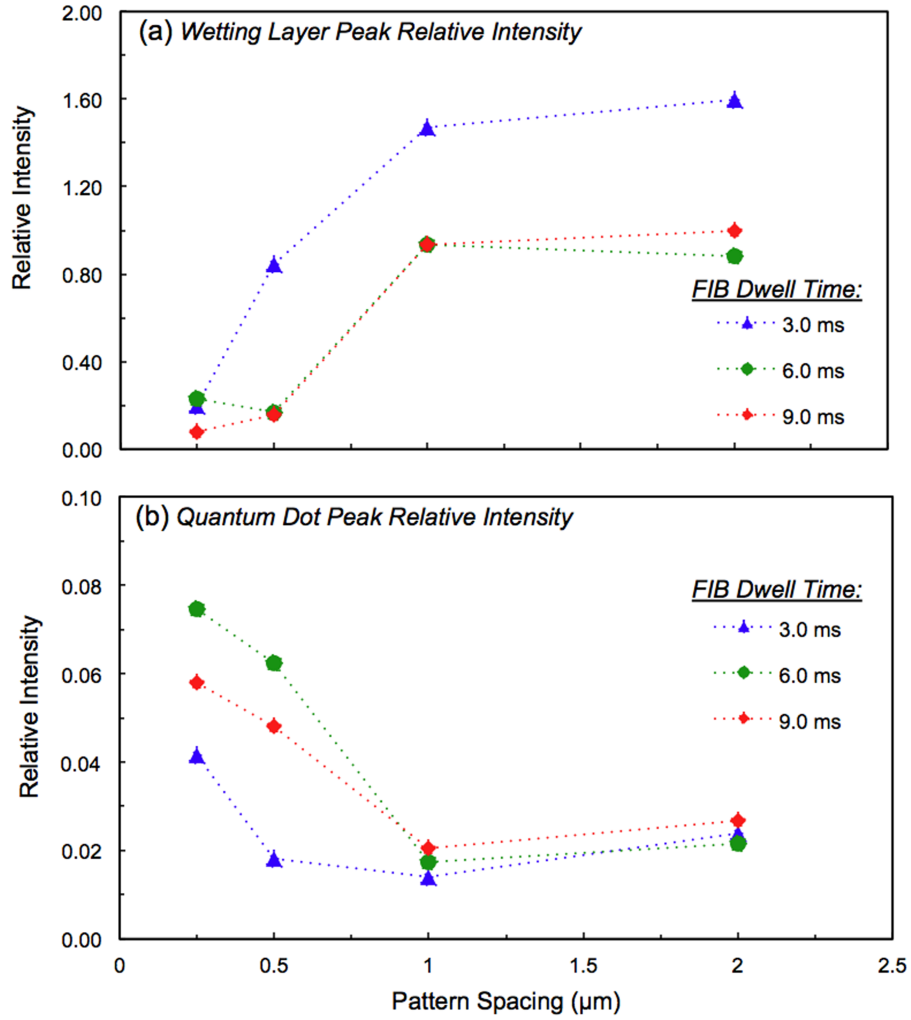 (a) Wetting Layer Peak Relative Intensity
2.00
1.60
1.20
0.80
0.40
0.00
Relative Intensity
FIB Dwell Time:
3.0 ms
6.0 ms
9.0 ms
(b) Quantum Dot Peak Relative Intensity
0.10
0.08
0.06
0.04
0.02
0.00
Relative Intensity
FIB Dwell Time:
3.0 ms
6.0 ms
9.0 ms
0 0.5 1 1.5 2 2.5
Pattern Spacing (µm)